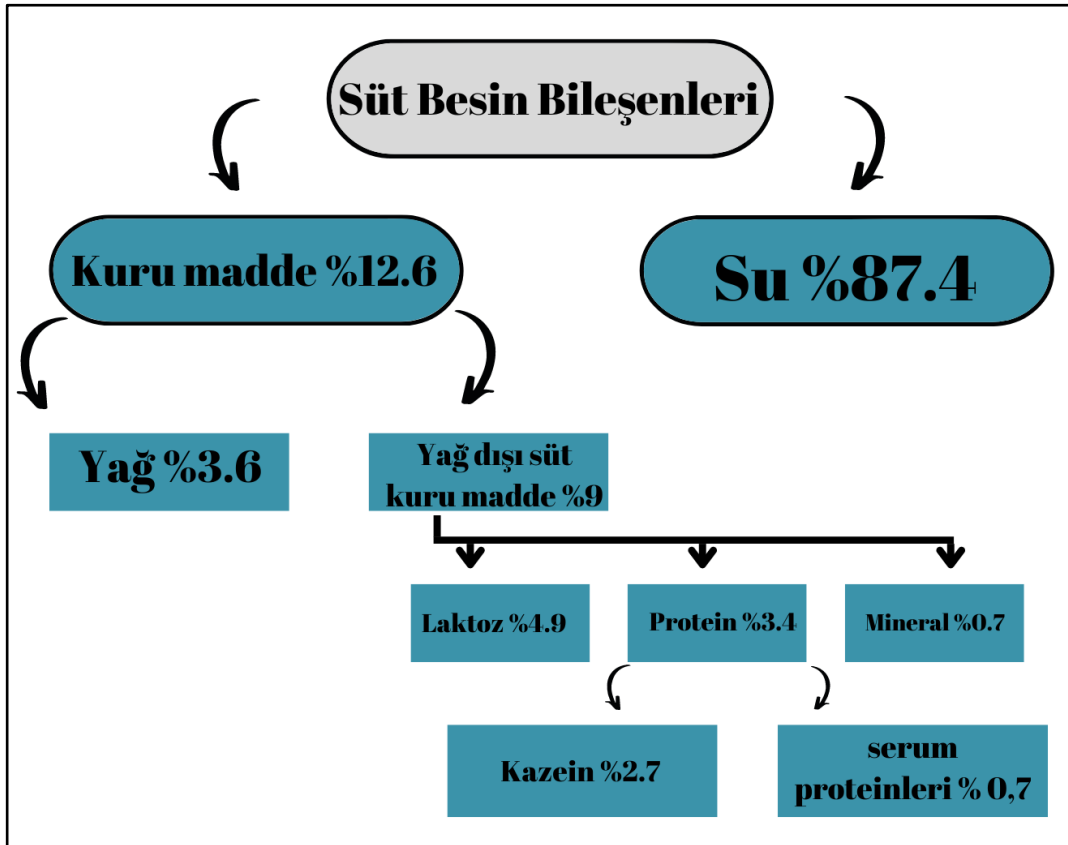 Süt Besin Bileşenleri
Kuru madde %12.6
Su %87.4
Yağ %3.6
Yağ dışı süt
kuru madde %9
Laktoz %4.9
Protein %3.4
Mineral %0.7
Kazein %2.7
serum
proteinleri % 0,7